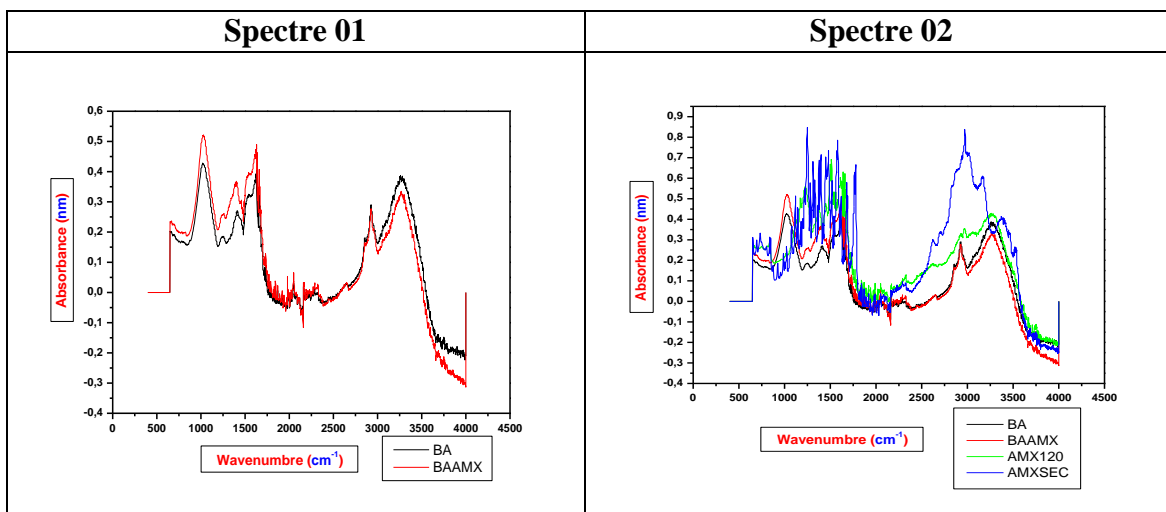 Spectre 01
Spectre 02
0,6
0,5
0,4
0,3
0,2
0,1
0,0
-0,1
-0,2
-0,3
-0,4
Absorbance (nm)
0 500 1000 1500 2000 2500 3000 3500 4000 4500
Wavenumbre (cm-1)
BA
BAAMX
0,9
0,8
0,7
0,6
0,5
0,4
0,3
0,2
0,1
0,0
-0,1
-0,2
-0,3
-0,4
Absorbance (nm)
0 500 1000 1500 2000 2500 3000 3500 4000 4500
Wavenumbre (cm-1)
BA
BAAMX
AMX120
AMXSEC